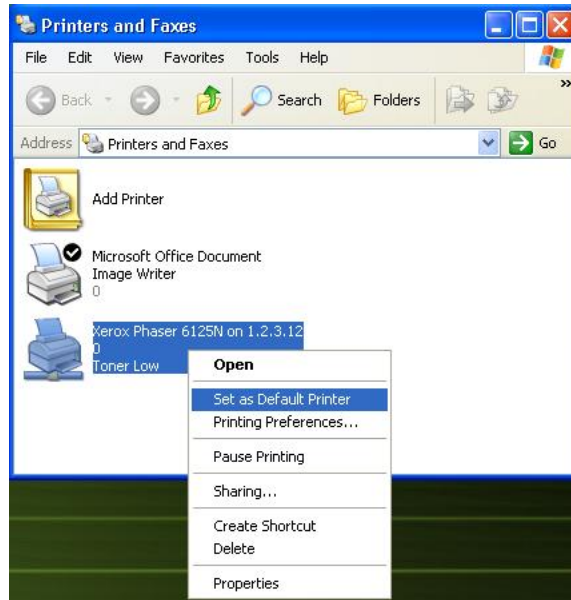 Printers and Faxes
File Edit View Favorites Tools Help
Back Search Folders »
Address Printers and Faxes Go
Add Printer
Microsoft Office Document
Image Writer
0
Xerox Phaser 6125N on 1.2.3.12
0
Toner Low
Open
Set as Default Printer
Printing Preferences...
Pause Printing
Sharing...
Create Shortcut
Delete
Properties